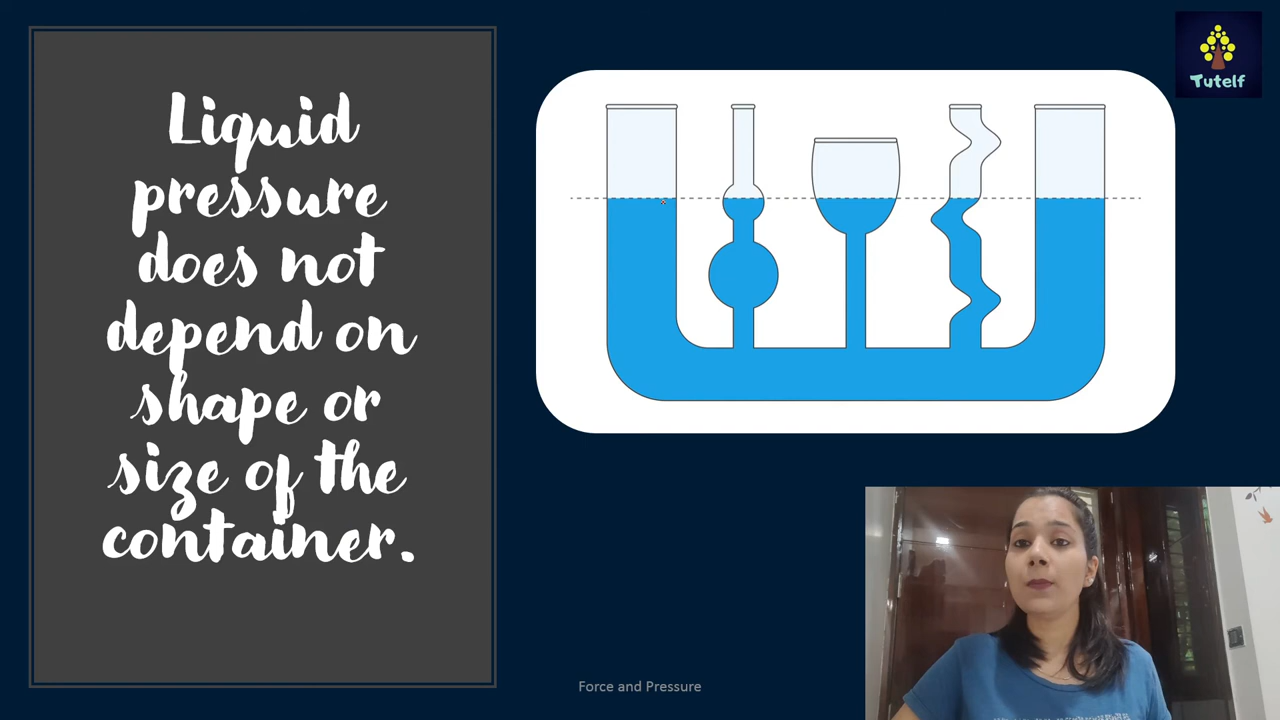 Liquid
pressure
does not
depend on
shape or
size of the
container.
Tutelf
Force and Pressure